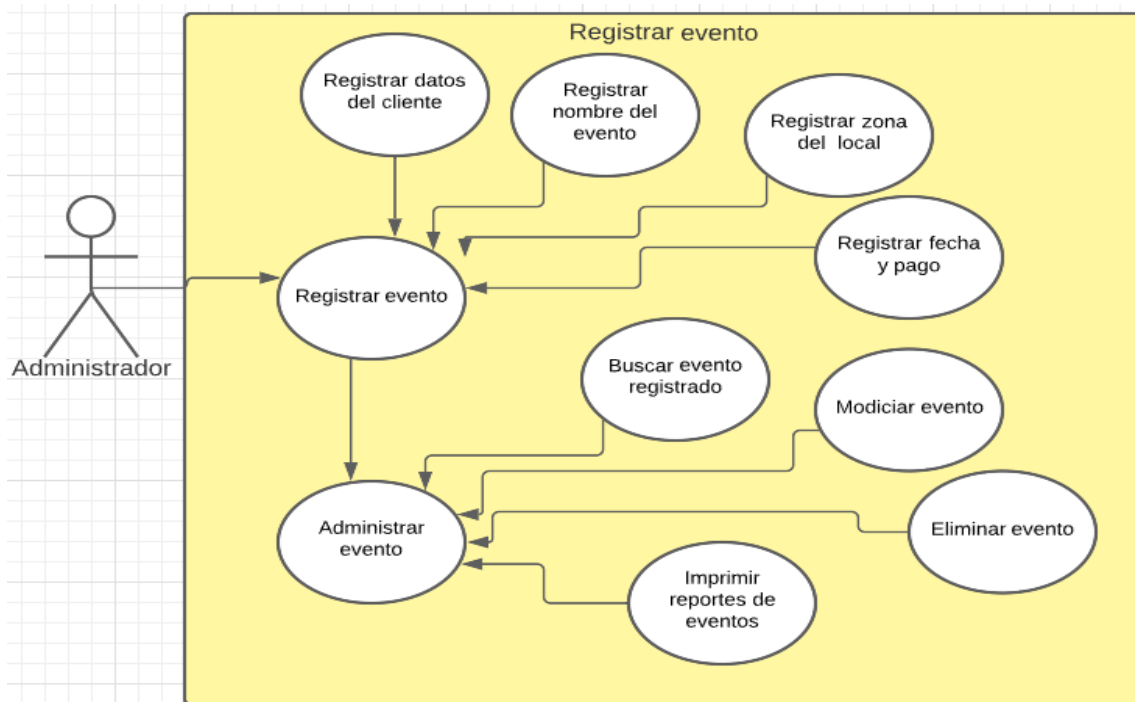 Registrar evento
Registrar datos
del cliente
Registrar
nombre del
evento
Registrar zona
del local
Registrar fecha
y pago
Registrar evento
Administrador
Buscar evento
registrado
Modiciar evento
Administrar
evento
Eliminar evento
Imprimir
reportes de
eventos